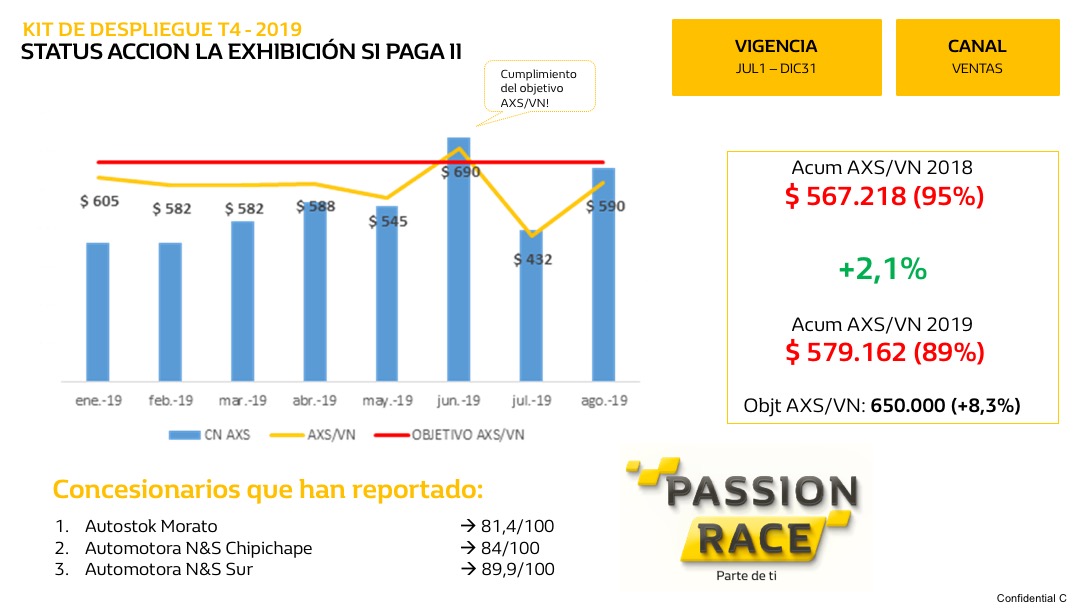 KIT DE DESPLIEGUE T4 - 2019
STATUS ACCION LA EXHIBICIÓN SI PAGA II
VIGENCIA
JUL1 – DIC31
CANAL
VENTAS
Cumplimiento
del objetivo
AXS/VN!
$ 605
$ 582
$ 582
$ 588
$ 545
$ 690
$ 432
$ 590
ene.-19
feb.-19
mar.-19
abr.-19
may.-19
jun.-19
jul.-19
ago.-19
CN AXS
AXS/VN
OBJETIVO AXS/VN
Acum AXS/VN 2018
$ 567.218 (95%)
+2,1%
Acum AXS/VN 2019
$ 579.162 (89%)
Objt AXS/VN: 650.000 (+8,3%)
Concesionarios que han reportado:
1. Autostok Morato → 81,4/100
2. Automotora N&S Chipichape → 84/100
3. Automotora N&S Sur → 89,9/100
PASSION
RACE
Parte de ti
Confidential C